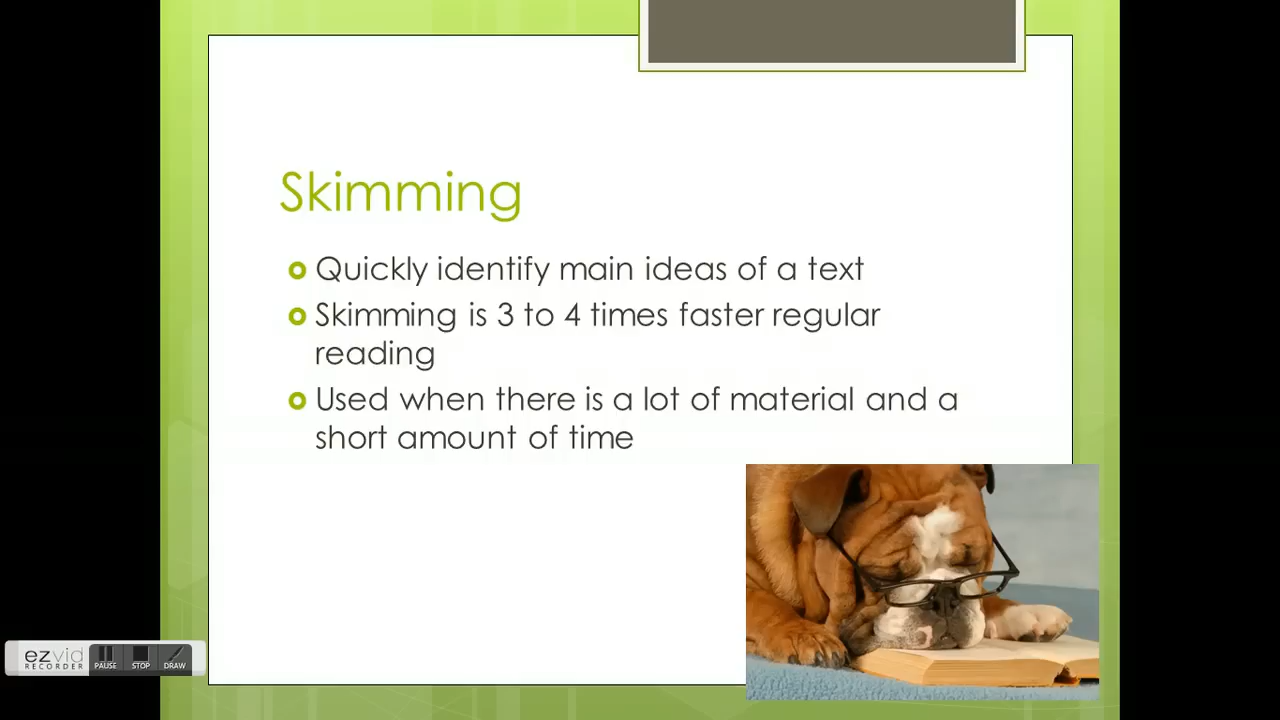 Skimming
Quickly identify main ideas of a text
Skimming is 3 to 4 times faster regular
reading
Used when there is a lot of material and a
short amount of time
ezvid
RECORDER
PAUSE STOP DRAW